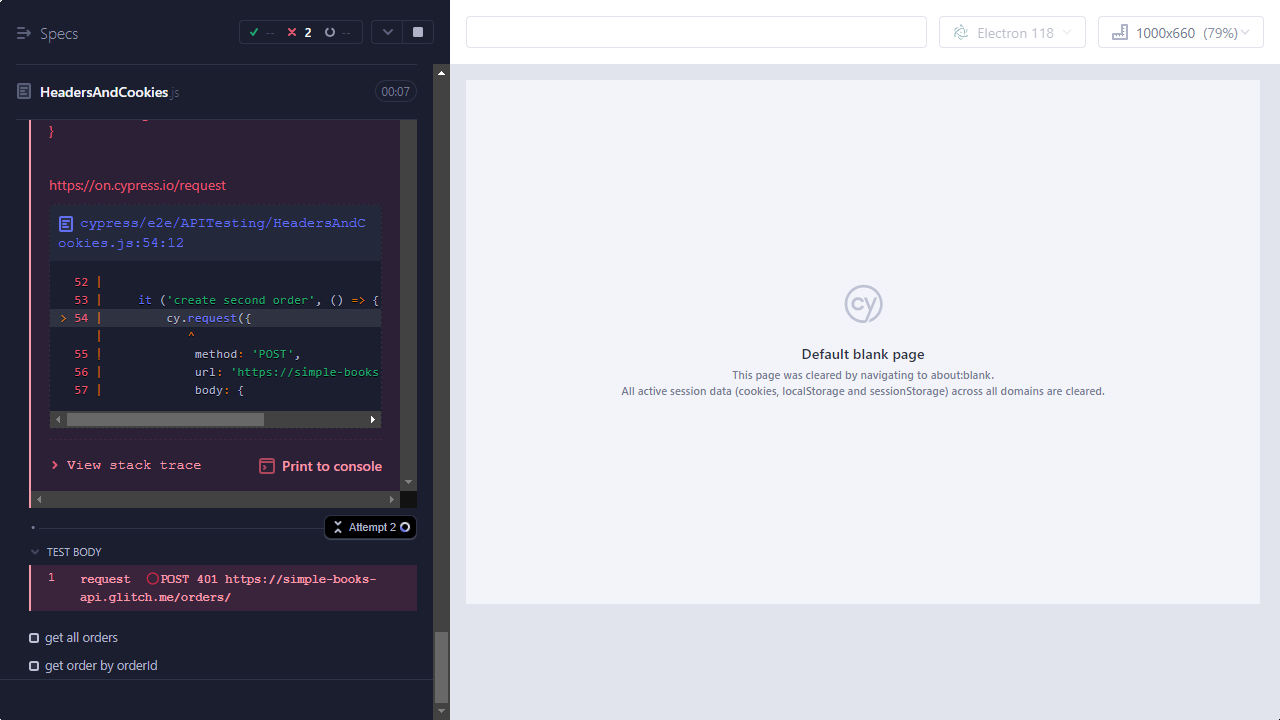 Specs
-- 2 --
Electron 118
1000x660 (79%)
HeadersAndCookies.js
00:07
}
https://on.cypress.io/request
cypress/e2e/APITesting/HeadersAndC
ookies.js:54:12
52 |
53 | it ('create second order', () => {
> 54 | cy.request({
| ^
55 | method: 'POST',
56 | url: 'https://simple-books
57 | body: {
View stack trace
Print to console
Attempt 2
TEST BODY
1 request POST 401 https://simple-books-
api.glitch.me/orders/
get all orders
get order by orderId
cy
Default blank page
This page was cleared by navigating to about:blank.
All active session data (cookies, localStorage and sessionStorage) across all domains are cleared.